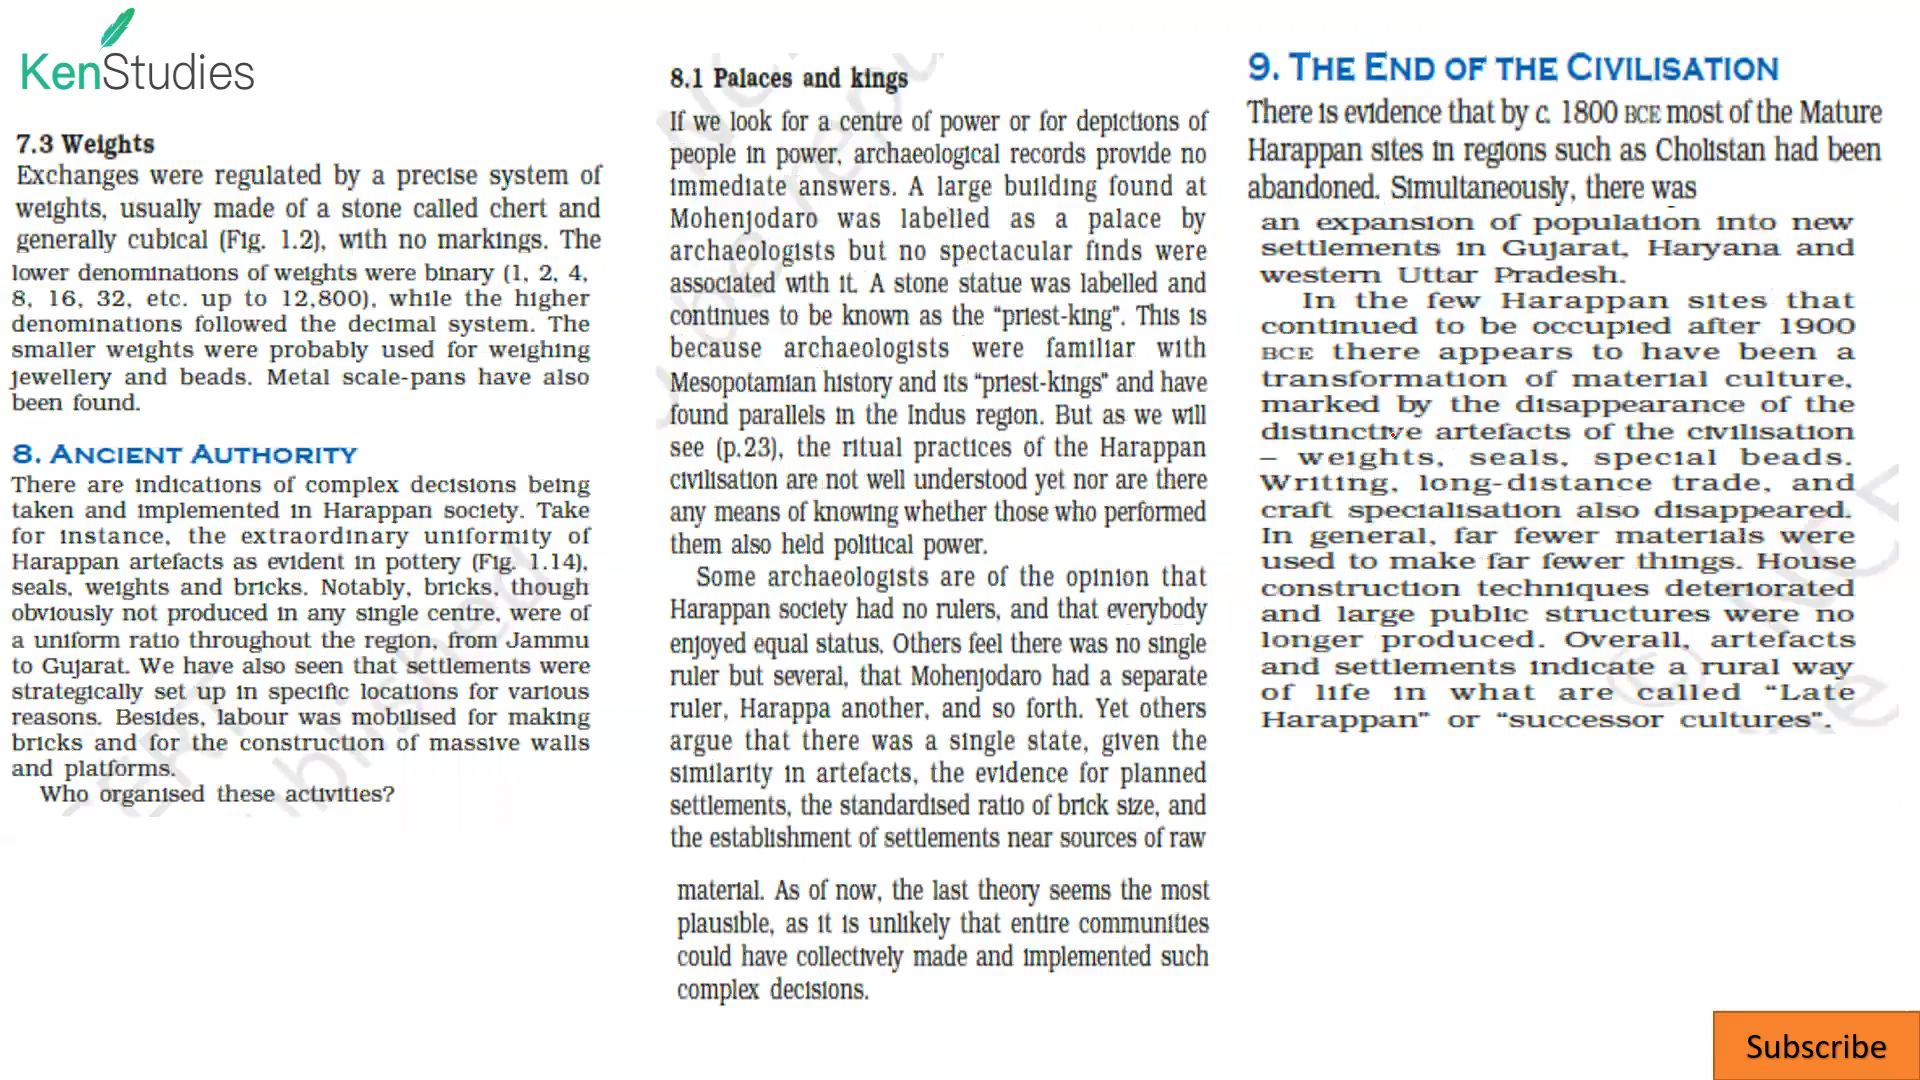 KenStudies
7.3 Weights
Exchanges were regulated by a precise system of
weights, usually made of a stone called chert and
generally cubical (Fig. 1.2), with no markings. The
lower denominations of weights were binary (1, 2, 4,
8, 16, 32, etc. up to 12,800), while the higher
denominations followed the decimal system. The
smaller weights were probably used for weighing
jewellery and beads. Metal scale-pans have also
been found.
8. ANCIENT AUTHORITY
There are indications of complex decisions being
taken and implemented in Harappan society. Take
for instance, the extraordinary uniformity of
Harappan artefacts as evident in pottery (Fig. 1.14),
seals, weights and bricks. Notably, bricks, though
obviously not produced in any single centre, were of
a uniform ratio throughout the region, from Jammu
to Gujarat. We have also seen that settlements were
strategically set up in specific locations for various
reasons. Besides, labour was mobilised for making
bricks and for the construction of massive walls
and platforms.
Who organised these activities?
8.1 Palaces and kings
If we look for a centre of power or for depictions of
people in power, archaeological records provide no
immediate answers. A large building found at
Mohenjodaro was labelled as a palace by
archaeologists but no spectacular finds were
associated with it. A stone statue was labelled and
continues to be known as the “priest-king”. This is
because archaeologists were familiar with
Mesopotamian history and its “priest-kings” and have
found parallels in the Indus region. But as we will
see (p.23), the ritual practices of the Harappan
civilisation are not well understood yet nor are there
any means of knowing whether those who performed
them also held political power.
Some archaeologists are of the opinion that
Harappan society had no rulers, and that everybody
enjoyed equal status. Others feel there was no single
ruler but several, that Mohenjodaro had a separate
ruler, Harappa another, and so forth. Yet others
argue that there was a single state, given the
similarity in artefacts, the evidence for planned
settlements, the standardised ratio of brick size, and
the establishment of settlements near sources of raw
material. As of now, the last theory seems the most
plausible, as it is unlikely that entire communities
could have collectively made and implemented such
complex decisions.
9. THE END OF THE CIVILISATION
There is evidence that by c. 1800 BCE most of the Mature
Harappan sites in regions such as Cholistan had been
abandoned. Simultaneously, there was
an expansion of population into new
settlements in Gujarat, Haryana and
western Uttar Pradesh.
In the few Harappan sites that
continued to be occupied after 1900
BCE there appears to have been a
transformation of material culture,
marked by the disappearance of the
distinctive artefacts of the civilisation
– weights, seals, special beads.
Writing, long-distance trade, and
craft specialisation also disappeared.
In general, far fewer materials were
used to make far fewer things. House
construction techniques deteriorated
and large public structures were no
longer produced. Overall, artefacts
and settlements indicate a rural way
of life in what are called “Late
Harappan” or “successor cultures”.
Subscribe